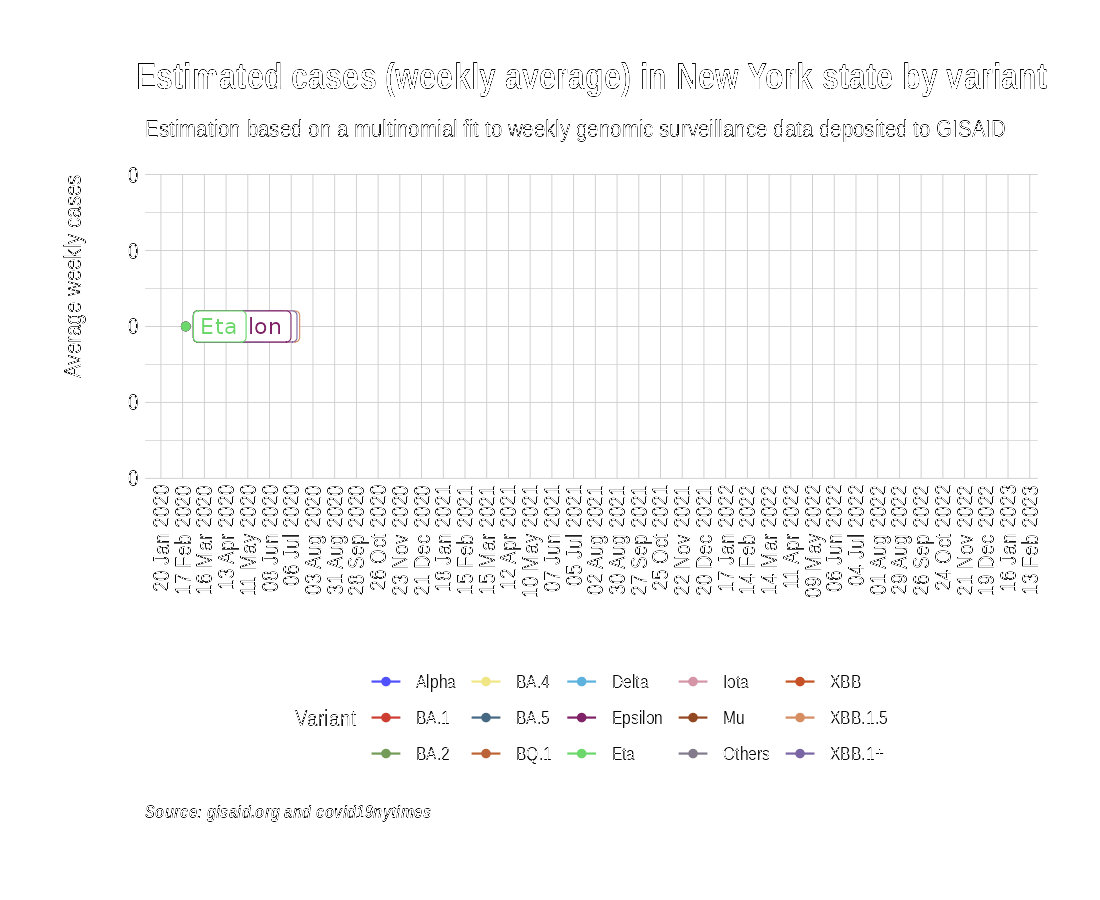 Estimated cases (weekly average) in New York state by variant
Estimation based on a multinomial fit to weekly genomic surveillance data deposited to GISAID
Average weekly cases
0
0
0
0
0
Eta
lon
20 Jan 2020
17 Feb 2020
16 Mar 2020
13 Apr 2020
11 May 2020
08 Jun 2020
06 Jul 2020
03 Aug 2020
31 Aug 2020
28 Sep 2020
26 Oct 2020
23 Nov 2020
21 Dec 2020
18 Jan 2021
15 Feb 2021
15 Mar 2021
12 Apr 2021
10 May 2021
07 Jun 2021
05 Jul 2021
02 Aug 2021
30 Aug 2021
27 Sep 2021
25 Oct 2021
22 Nov 2021
20 Dec 2021
17 Jan 2022
14 Feb 2022
14 Mar 2022
11 Apr 2022
09 May 2022
06 Jun 2022
04 Jul 2022
01 Aug 2022
29 Aug 2022
26 Sep 2022
24 Oct 2022
21 Nov 2022
19 Dec 2022
16 Jan 2023
13 Feb 2023
Variant
Alpha
BA.1
BA.2
BA.4
BA.5
BQ.1
Delta
Epsilon
Eta
Iota
Mu
Others
XBB
XBB.1.5
XBB.1+
Source: gisaid.org and covid19nytimes